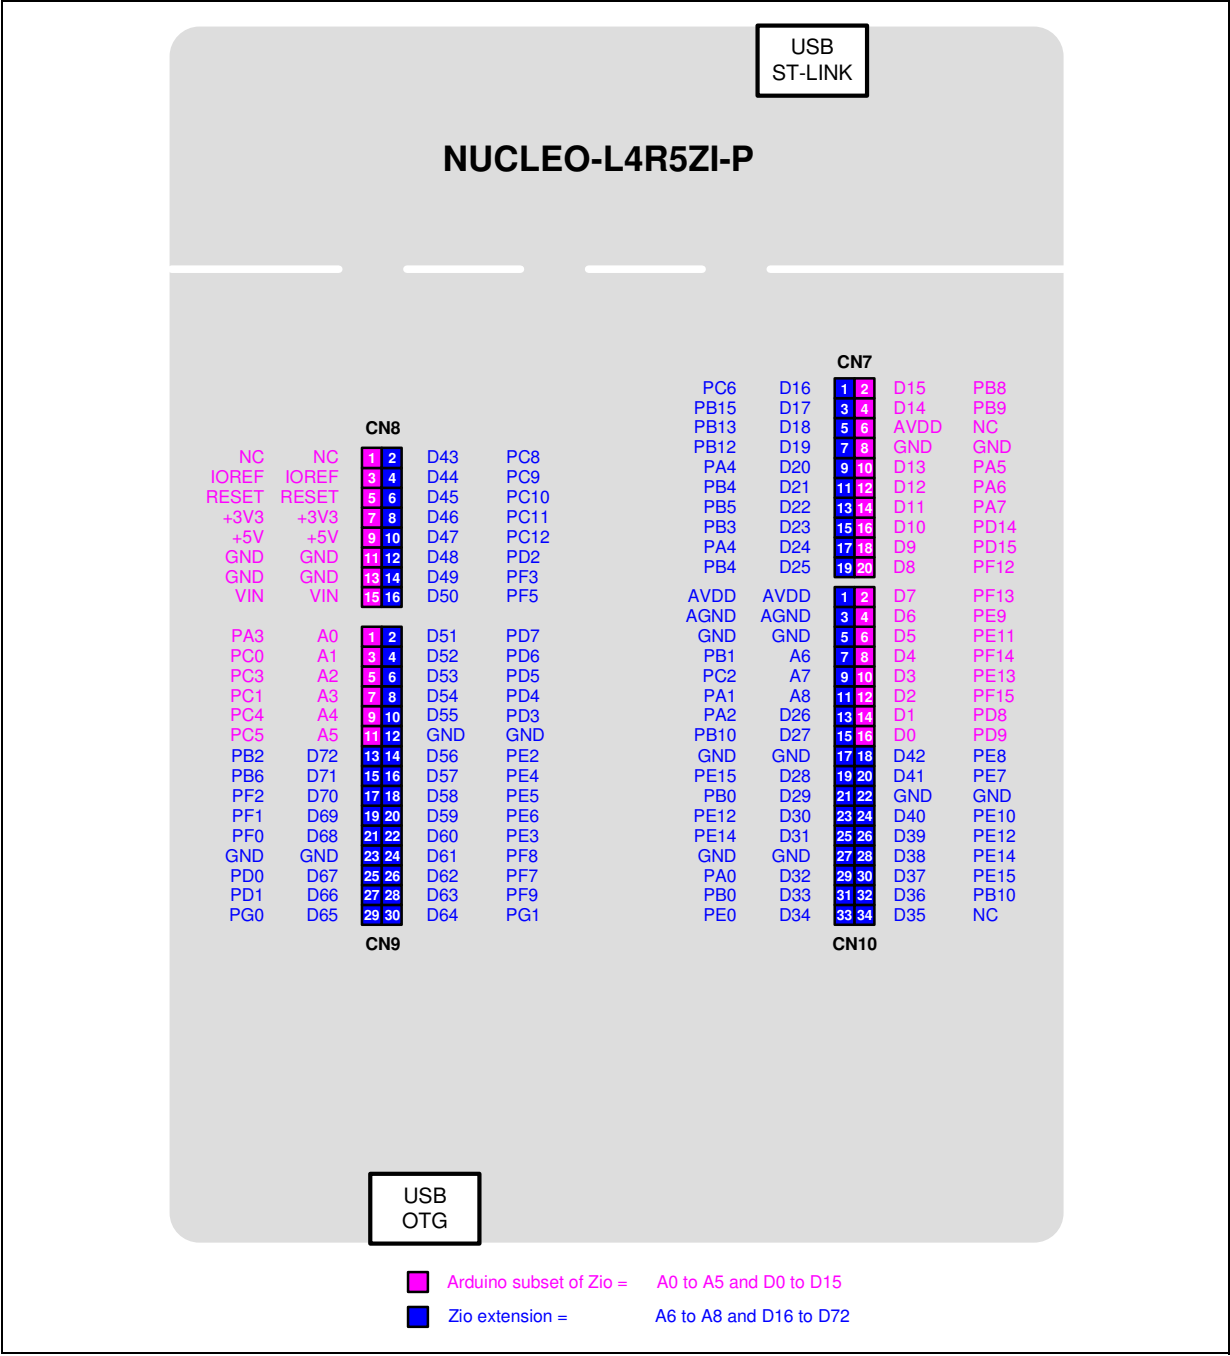 USB
ST-LINK
NUCLEO-L4R5ZI-P
CN8
NC NC 1 2 D43 PC8
IOREF IOREF 3 4 D44 PC9
RESET RESET 5 6 D45 PC10
+3V3 +3V3 7 8 D46 PC11
+5V +5V 9 10 D47 PC12
GND GND 11 12 D48 PD2
GND GND 13 14 D49 PF3
VIN VIN 15 16 D50 PF5
PA3 A0 1 2 D51 PD7
PC0 A1 3 4 D52 PD6
PC3 A2 5 6 D53 PD5
PC1 A3 7 8 D54 PD4
PC4 A4 9 10 D55 PD3
PC5 A5 11 12 GND GND
PB2 D72 13 14 D56 PE2
PB6 D71 15 16 D57 PE4
PF2 D70 17 18 D58 PE5
PF1 D69 19 20 D59 PE6
PF0 D68 21 22 D60 PE3
GND GND 23 24 D61 PF8
PD0 D67 25 26 D62 PF7
PD1 D66 27 28 D63 PF9
PG0 D65 29 30 D64 PG1
CN9
CN7
PC6 D16 1 2 D15 PB8
PB15 D17 3 4 D14 PB9
PB13 D18 5 6 AVDD NC
PB12 D19 7 8 GND GND
PA4 D20 9 10 D13 PA5
PB4 D21 11 12 D12 PA6
PB5 D22 13 14 D11 PA7
PB3 D23 15 16 D10 PD14
PA4 D24 17 18 D9 PD15
PB4 D25 19 20 D8 PF12
AVDD AVDD 1 2 D7 PF13
AGND AGND 3 4 D6 PE9
GND GND 5 6 D5 PE11
PB1 A6 7 8 D4 PF14
PC2 A7 9 10 D3 PE13
PA1 A8 11 12 D2 PF15
PA2 D26 13 14 D1 PD8
PB10 D27 15 16 D0 PD9
GND GND 17 18 D42 PE8
PE15 D28 19 20 D41 PE7
PB0 D29 21 22 GND GND
PE12 D30 23 24 D40 PE10
PE14 D31 25 26 D39 PE12
GND GND 27 28 D38 PE14
PA0 D32 29 30 D37 PE15
PB0 D33 31 32 D36 PB10
PE0 D34 33 34 D35 NC
CN10
USB
OTG
Arduino subset of Zio = A0 to A5 and D0 to D15
Zio extension = A6 to A8 and D16 to D72